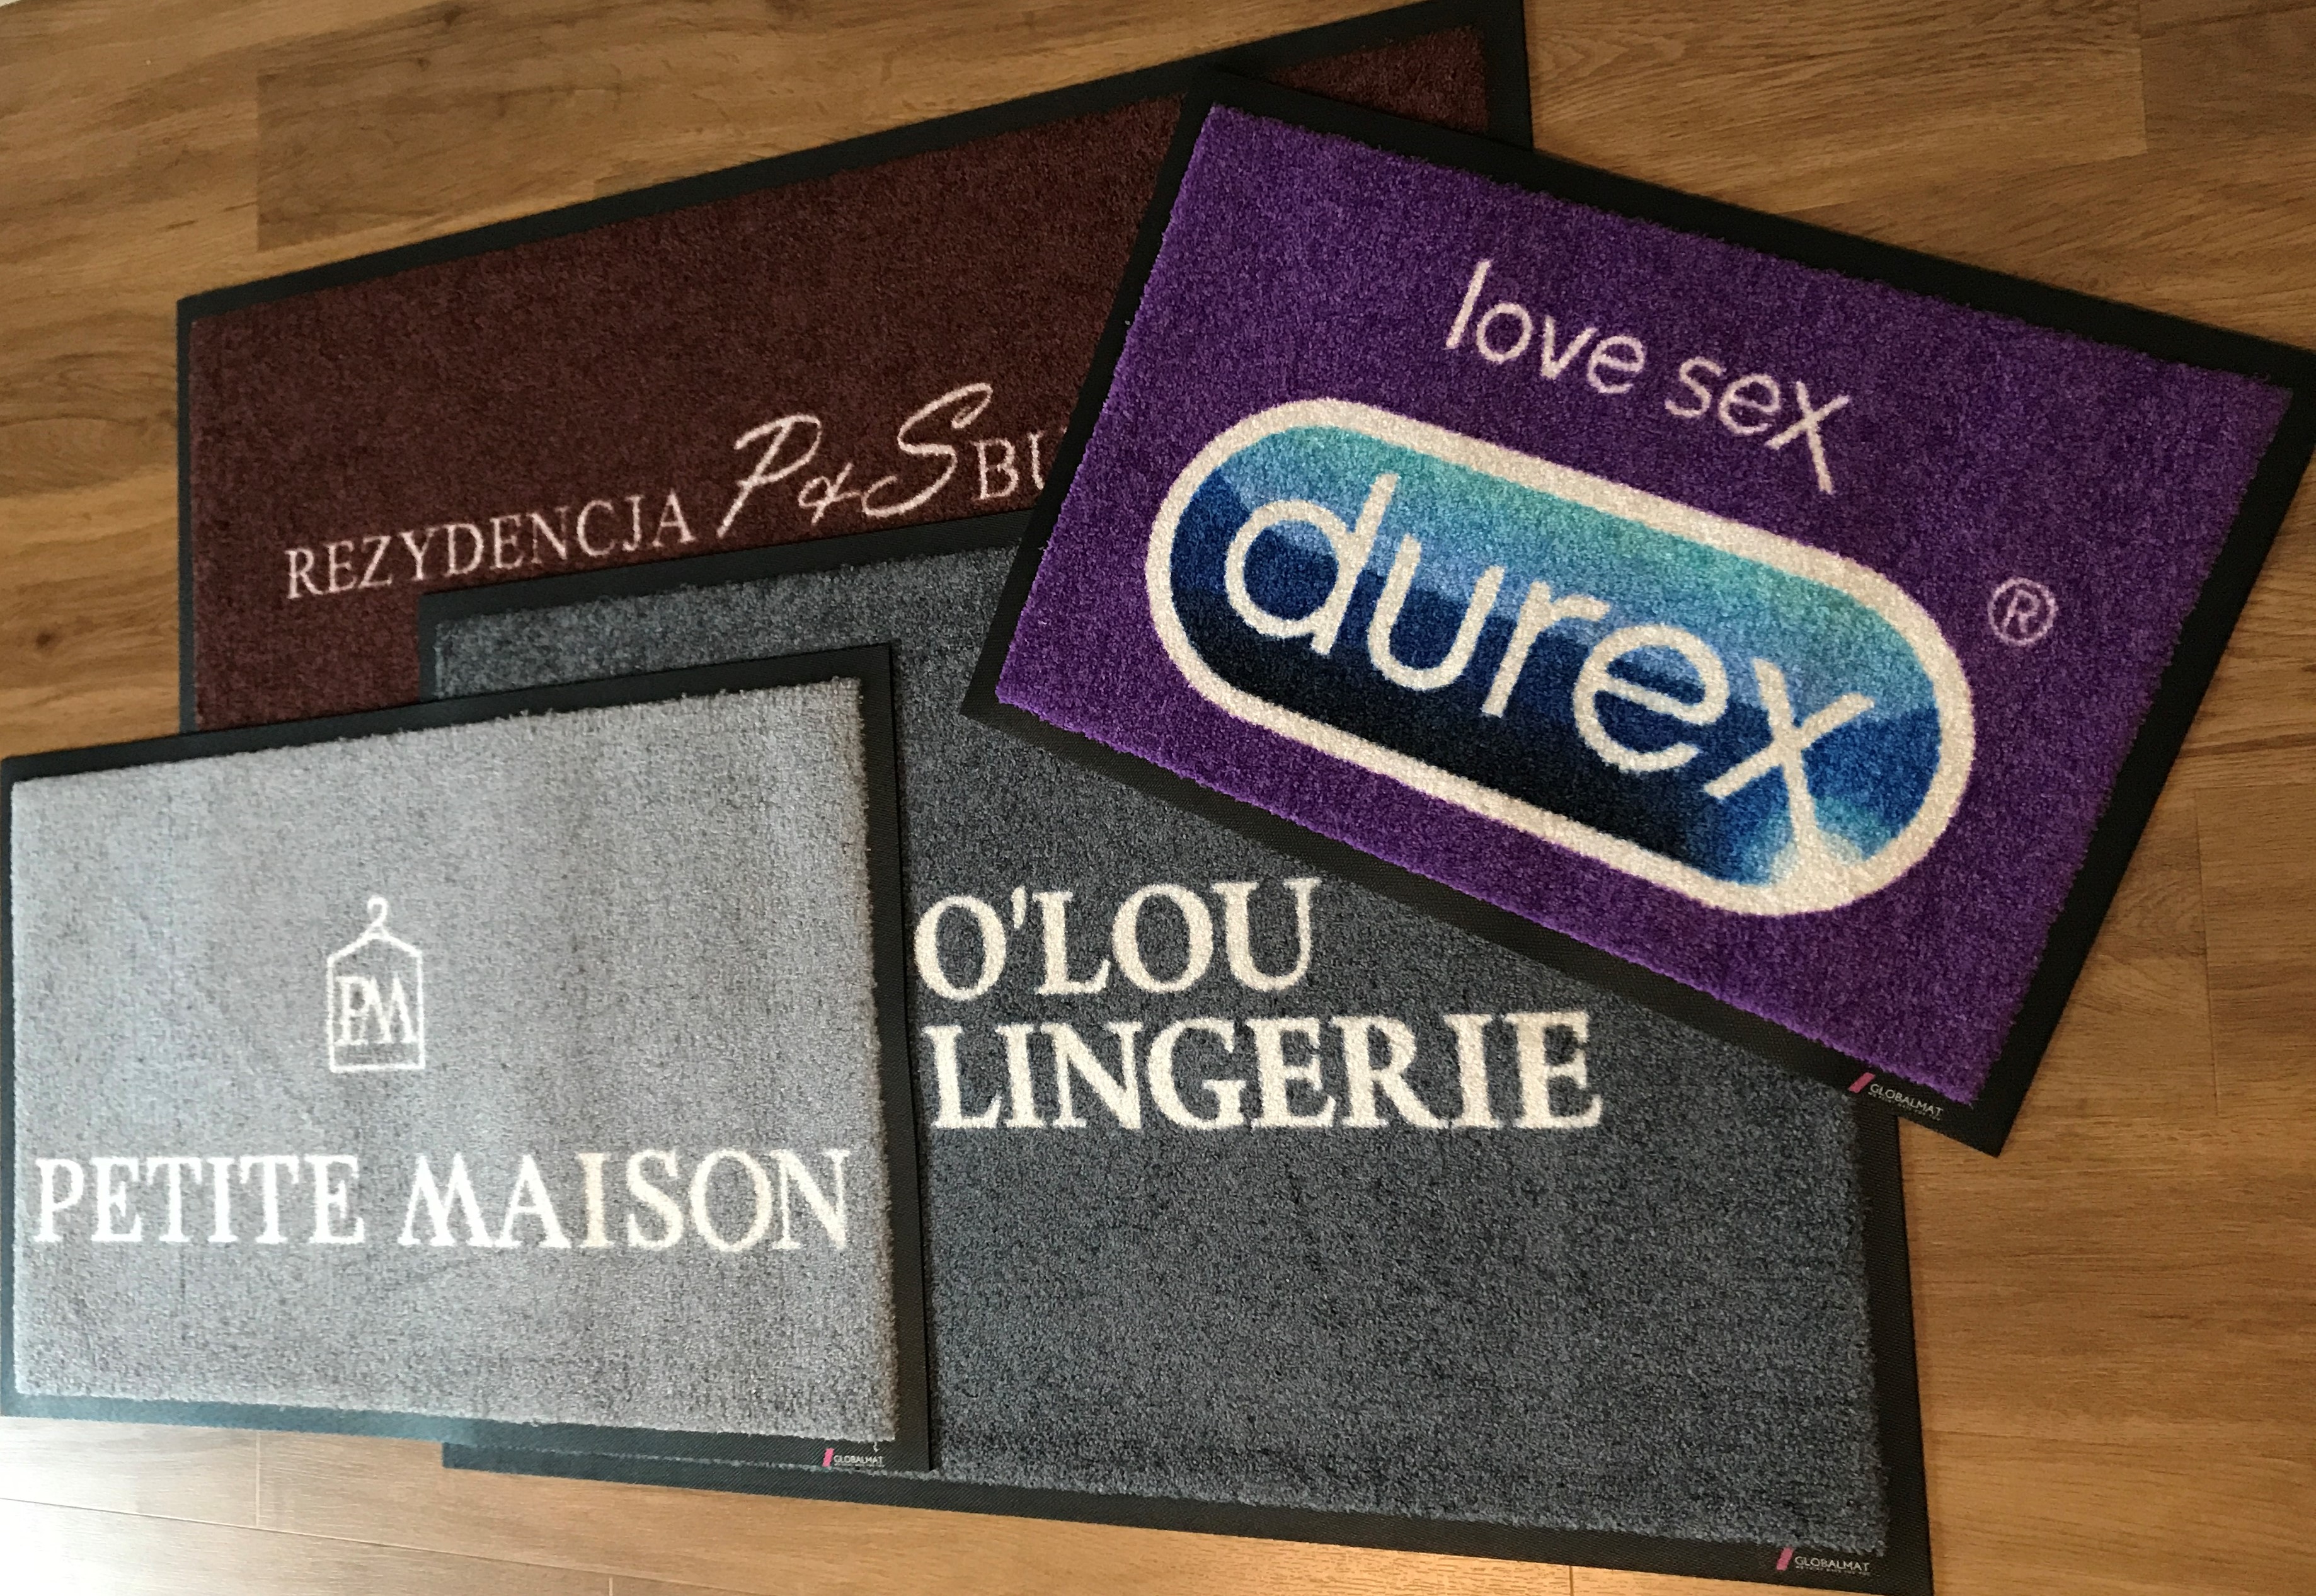 REZYDENCJA P&S BU
love sex
durex
®
O'LOU
LINGERIE
PM
PETITE MAISON
GLOBALMAT
GLOBALMAT
GLOBALMAT